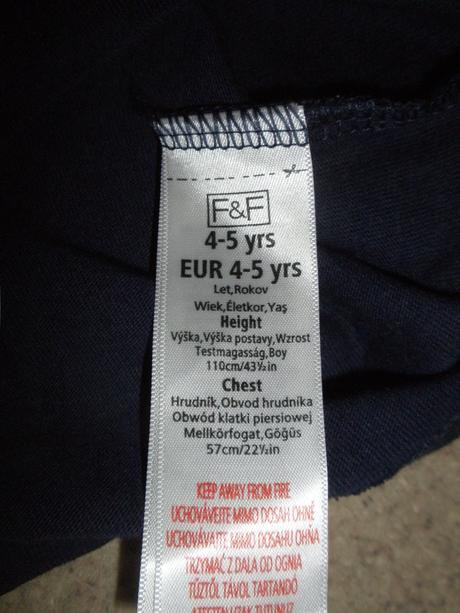 F&F
4-5 yrs
EUR 4-5 yrs
Let,Rokov
Wiek,Életkor,Yaş
Height
Výška,Výška postavy,Wzrost
Testmagasság,Boy
110cm/43½in
Chest
Hrudník,Obvod hrudníka
Obwód klatki piersiowej
Mellkőrfogat,Göğüs
57cm/22½in
KEEP AWAY FROM FIRE
UCHOVÁVEJTE MIMO DOSAH OHNĚ
UCHOVÁVAJTE MIMO DOSAHU OHŇA
TRZYMAĆ Z DALA OD OGNIA
TŰZTŐL TÁVOL TARTANDÓ